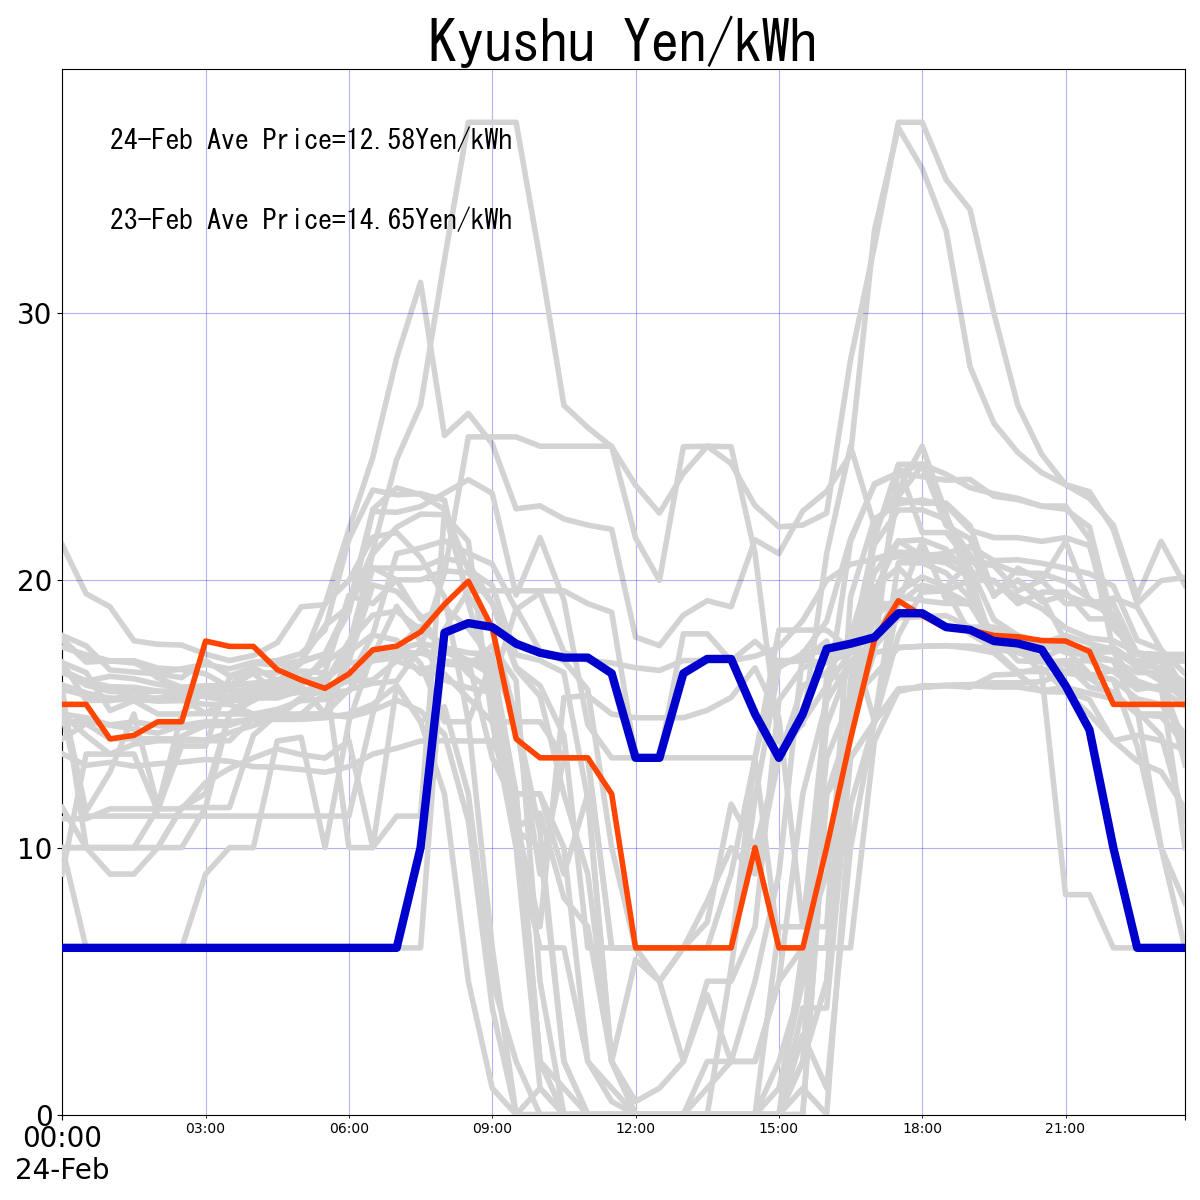 Kyushu Yen/kWh
24-Feb Ave Price=12.58Yen/kWh
23-Feb Ave Price=14.65Yen/kWh
30
20
10
0
00:00 03:00 06:00 09:00 12:00 15:00 18:00 21:00
24-Feb